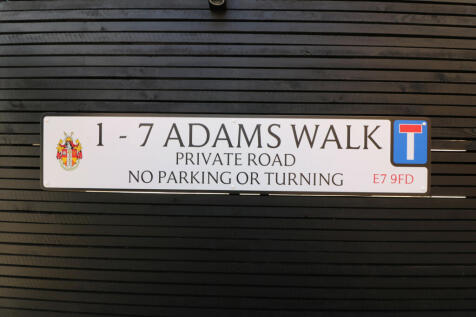 1 - 7 ADAMS WALK
PRIVATE ROAD
NO PARKING OR TURNING
E7 9FD